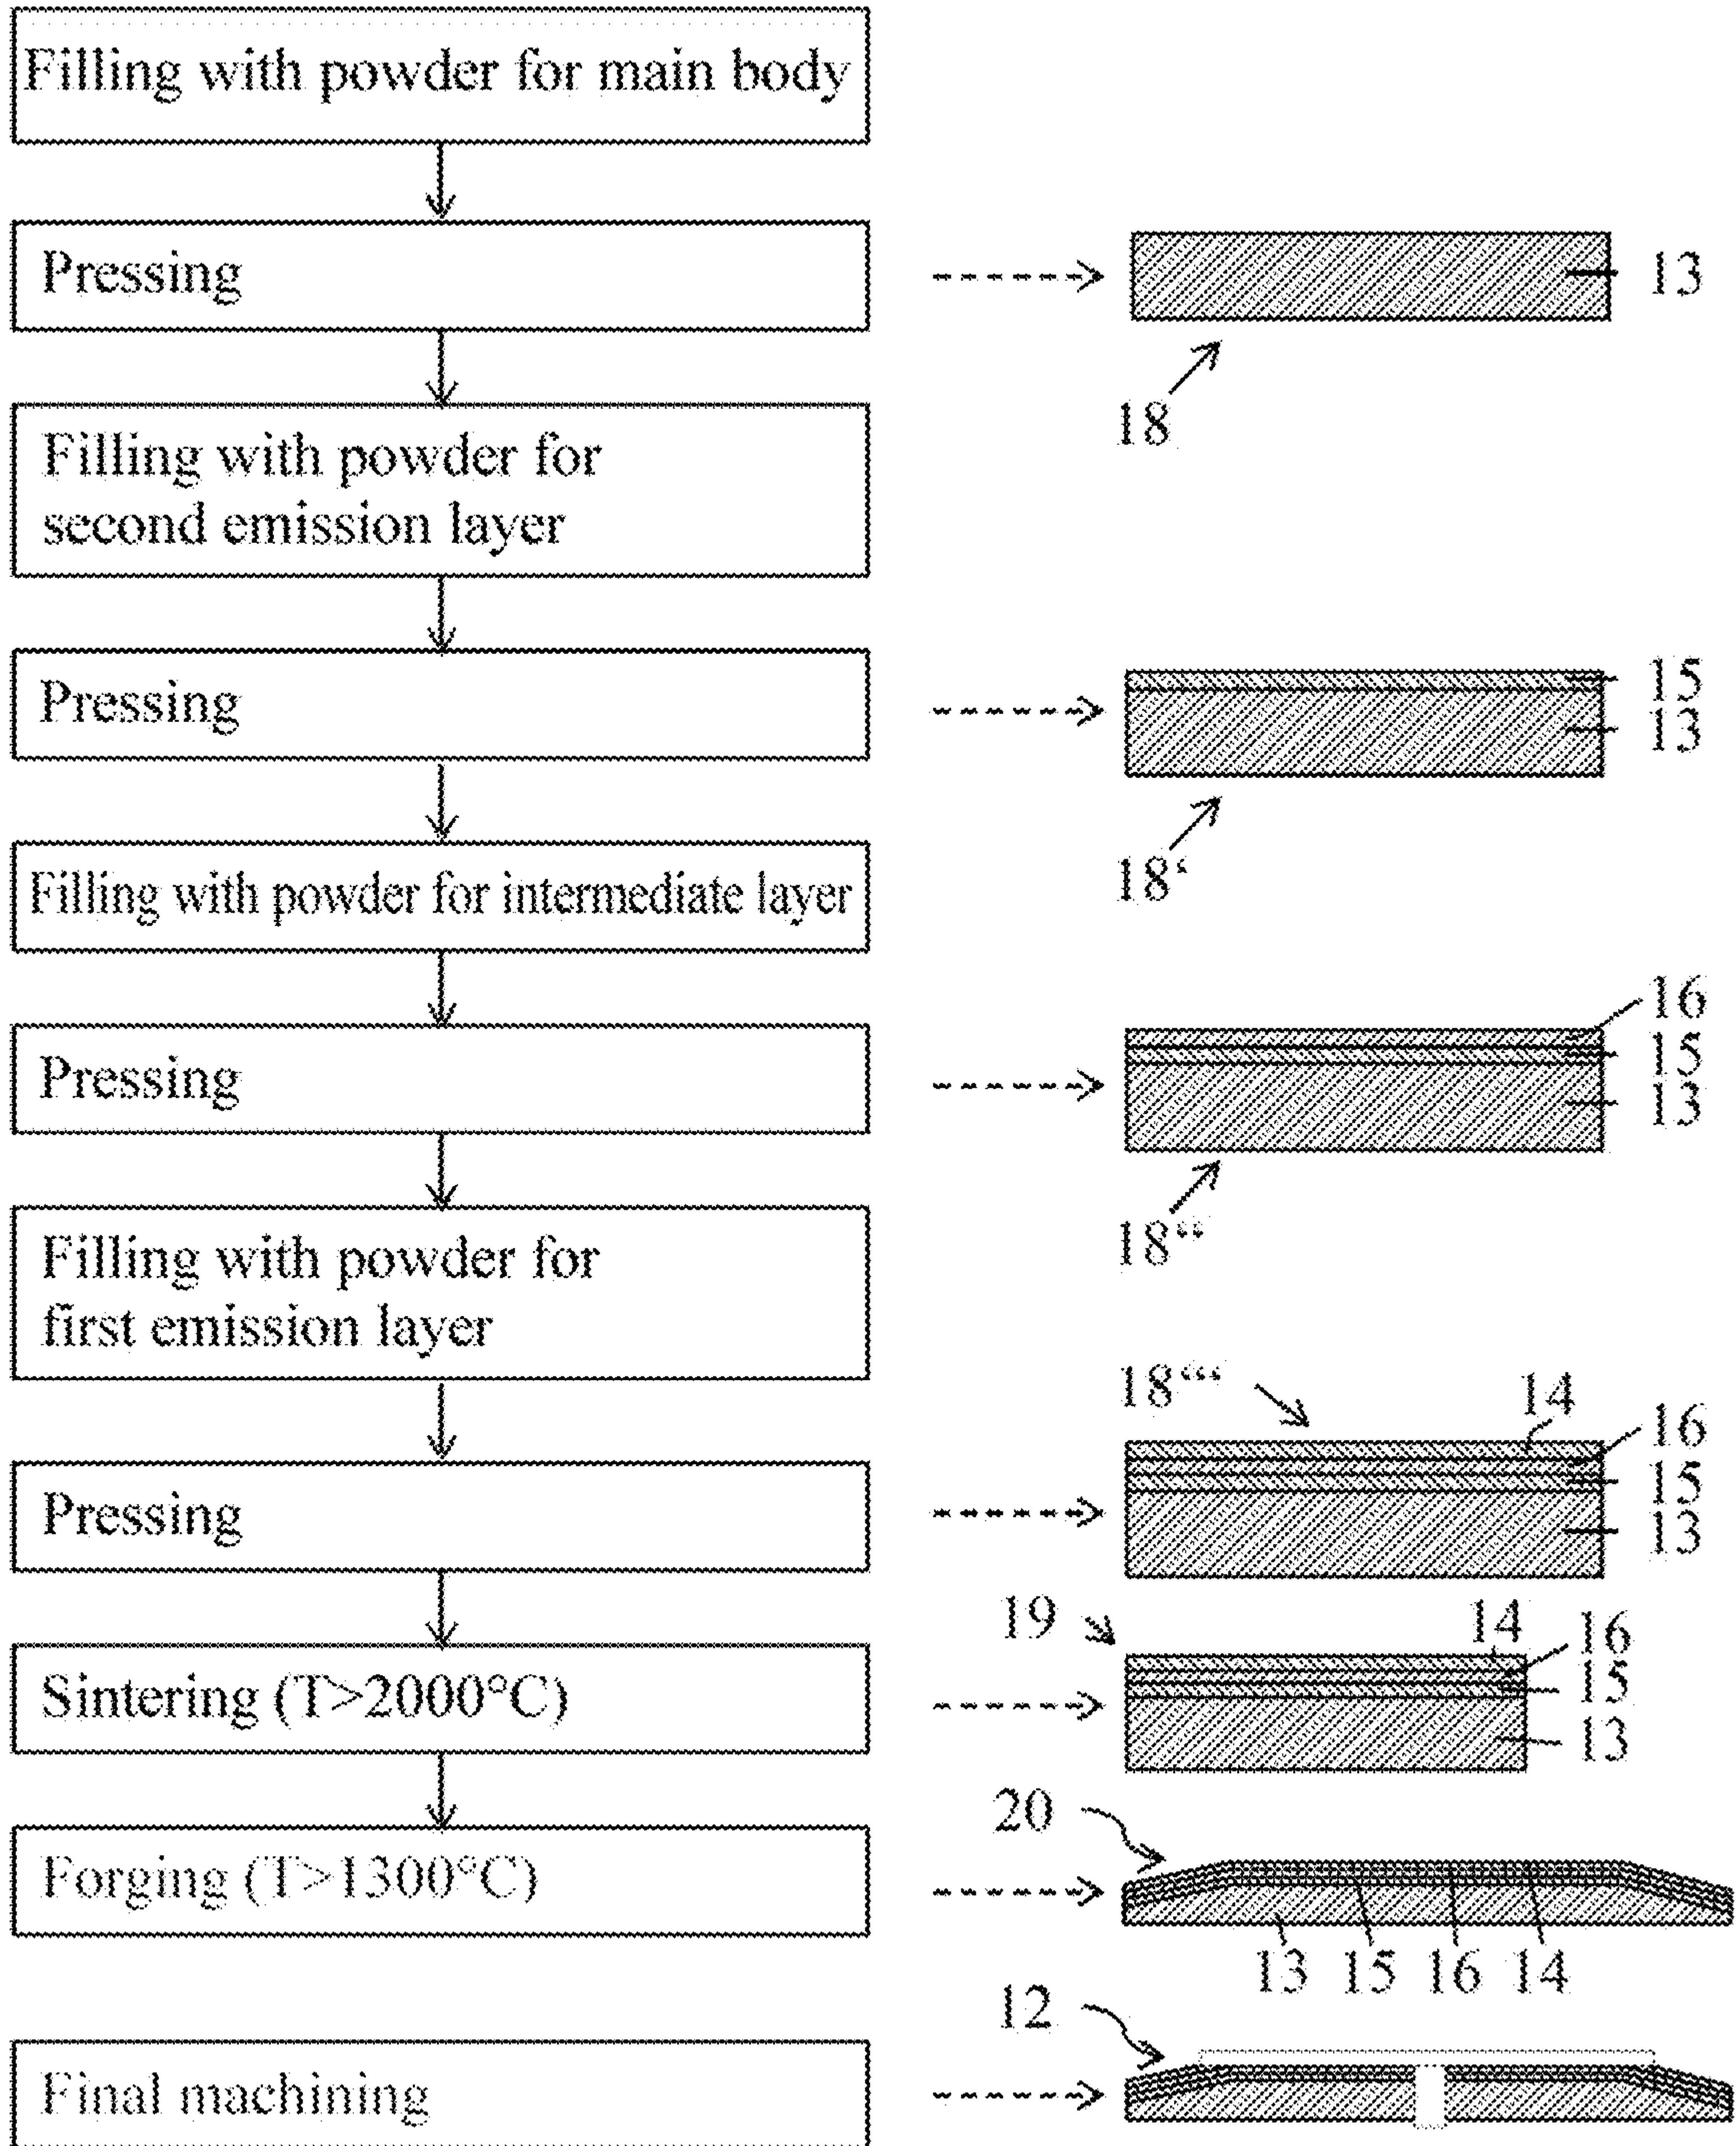 Filling with powder for main body
Pressing
13
18
Filling with powder for
second emission layer
Pressing
15
13
18‘
Filling with powder for intermediate layer
Pressing
16
15
13
18“
Filling with powder for
first emission layer
18“‘
14
16
15
13
Pressing
19
14
16
15
13
Sintering (T>2000°C)
20
Forging (T>1300°C)
13 15 16 14
12
Final machining